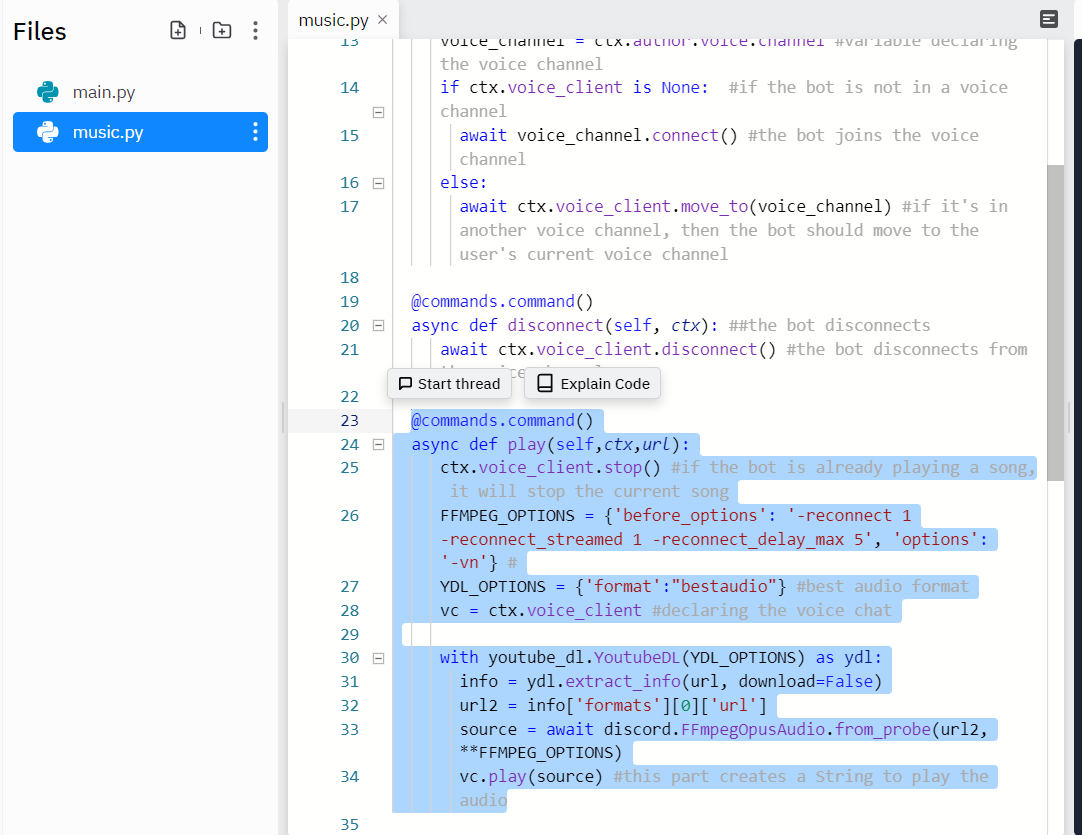 Files
main.py
music.py
music.py ×
13 voice_channel = ctx.author.voice.channel #variable declaring
the voice channel
14 if ctx.voice_client is None:  #if the bot is not in a voice
channel
15 await voice_channel.connect() #the bot joins the voice
channel
16 else:
17 await ctx.voice_client.move_to(voice_channel) #if it's in
another voice channel, then the bot should move to the
user's current voice channel
18
19 @commands.command()
20 async def disconnect(self, ctx): ##the bot disconnects
21 await ctx.voice_client.disconnect() #the bot disconnects from
Start thread
Explain Code
22
23 @commands.command()
24 async def play(self,ctx,url):
25 ctx.voice_client.stop() #if the bot is already playing a song,
it will stop the current song
26 FFMPEG_OPTIONS = {'before_options': '-reconnect 1
-reconnect_streamed 1 -reconnect_delay_max 5', 'options':
'-vn'} #
27 YDL_OPTIONS = {'format':"bestaudio"} #best audio format
28 vc = ctx.voice_client #declaring the voice chat
29
30 with youtube_dl.YoutubeDL(YDL_OPTIONS) as ydl:
31 info = ydl.extract_info(url, download=False)
32 url2 = info['formats'][0]['url']
33 source = await discord.FFmpegOpusAudio.from_probe(url2,
**FFMPEG_OPTIONS)
34 vc.play(source) #this part creates a String to play the
audio
35